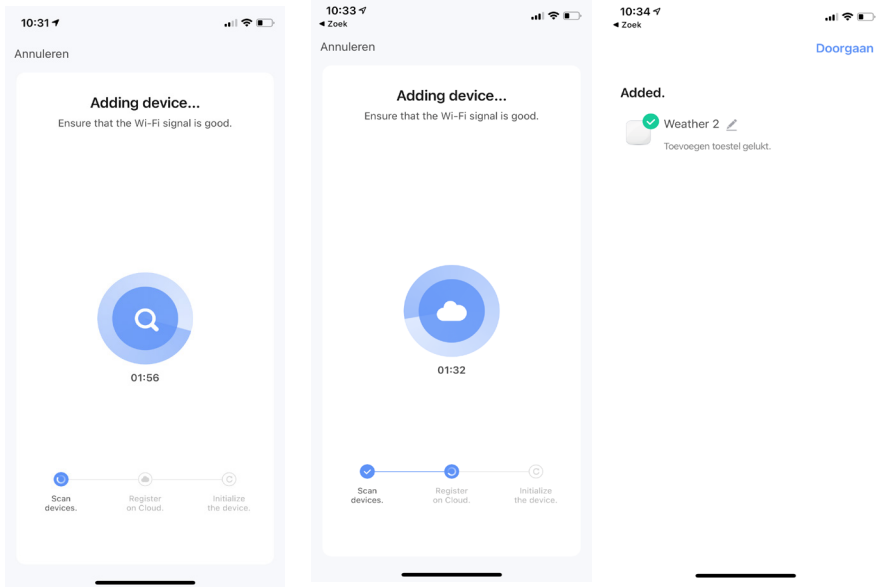 10:31
Annuleren
Adding device...
Ensure that the Wi-Fi signal is good.
01:56
Scan
devices.
Register
on Cloud.
Initialize
the device.
10:33
◀ Zoek
Annuleren
Adding device...
Ensure that the Wi-Fi signal is good.
01:32
Scan
devices.
Register
on Cloud.
Initialize
the device.
10:34
◀ Zoek
Doorgaan
Added.
Weather 2
Toevoegen toestel gelukt.